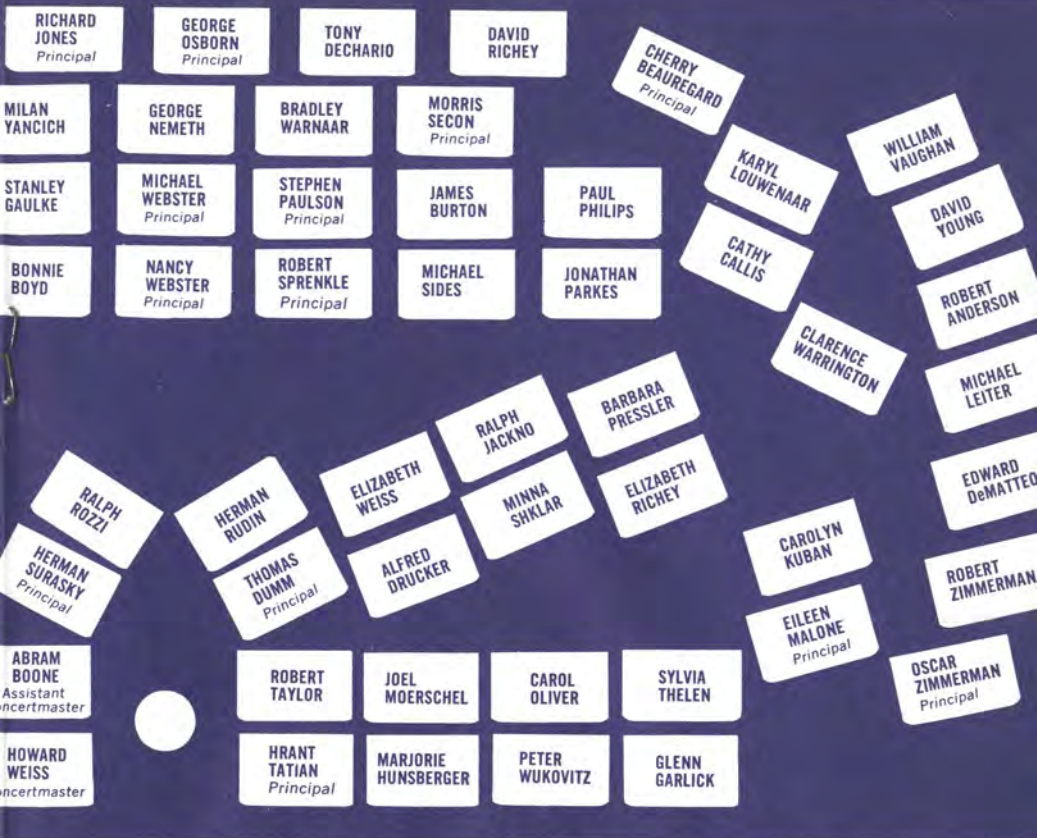 RICHARD
JONES
Principal
GEORGE
OSBORN
Principal
TONY
DECHARIO
DAVID
RICHEY
CHERRY
BEAUREGARD
Principal
MILAN
YANCICH
GEORGE
NEMETH
BRADLEY
WARNAAR
MORRIS
SECON
Principal
KARYL
LOUWENAAR
WILLIAM
VAUGHAN
STANLEY
GAULKE
MICHAEL
WEBSTER
Principal
STEPHEN
PAULSON
Principal
JAMES
BURTON
PAUL
PHILIPS
CATHY
CALLIS
DAVID
YOUNG
BONNIE
BOYD
NANCY
WEBSTER
Principal
ROBERT
SPRENKLE
Principal
MICHAEL
SIDES
JONATHAN
PARKES
CLARENCE
WARRINGTON
ROBERT
ANDERSON
MICHAEL
LEITER
RALPH
ROZZI
HERMAN
RUDIN
ELIZABETH
WEISS
RALPH
JACKNO
BARBARA
PRESSLER
HERMAN
SURASKY
Principal
THOMAS
DUMM
Principal
ALFRED
DRUCKER
MINNA
SHKLAR
ELIZABETH
RICHEY
EDWARD
DeMATTEO
CAROLYN
KUBAN
ROBERT
ZIMMERMAN
EILEEN
MALONE
Principal
OSCAR
ZIMMERMAN
Principal
ABRAM
BOONE
Assistant
oncertmaster
ROBERT
TAYLOR
JOEL
MOERSCHEL
CAROL
OLIVER
SYLVIA
THELEN
HOWARD
WEISS
oncertmaster
HRANT
TATIAN
Principal
MARJORIE
HUNSBERGER
PETER
WUKOVITZ
GLENN
GARLICK